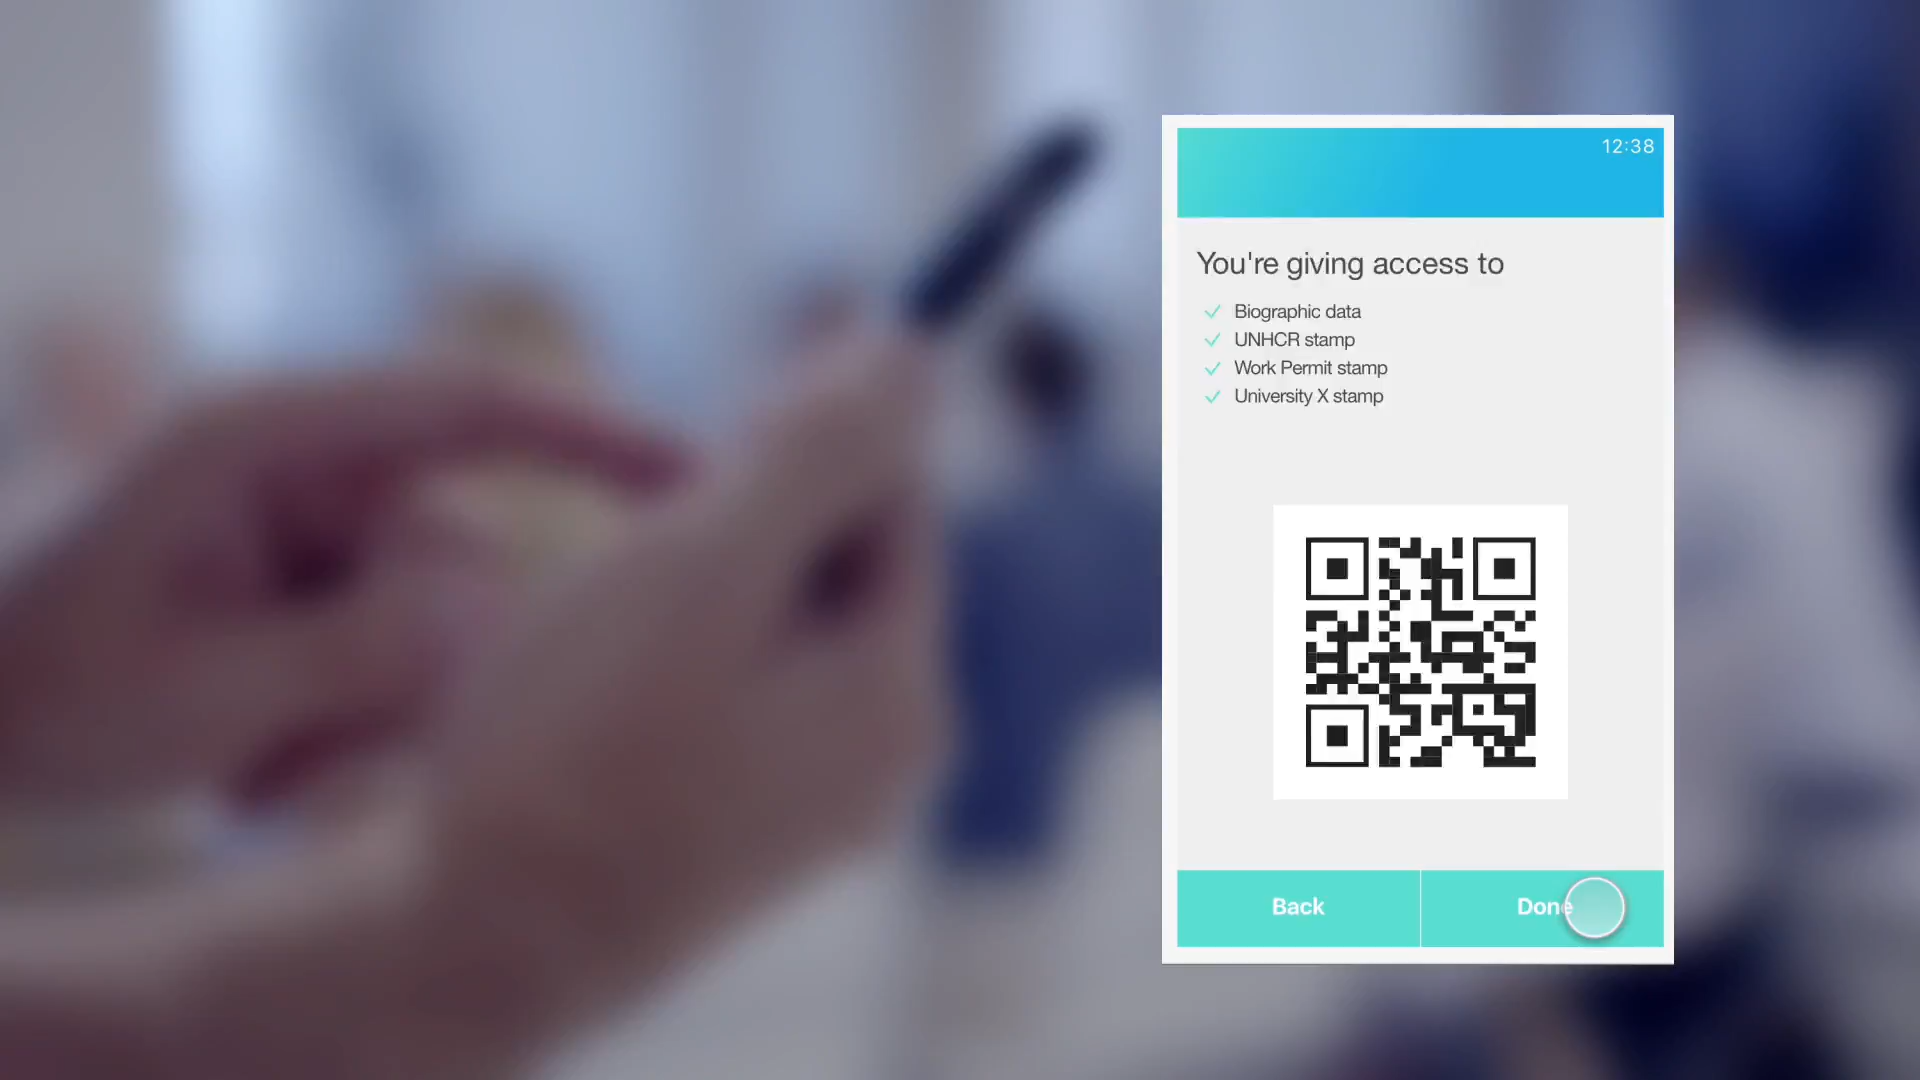 12:38
You're giving access to
Biographic data
UNHCR stamp
Work Permit stamp
University X stamp
Back
Done